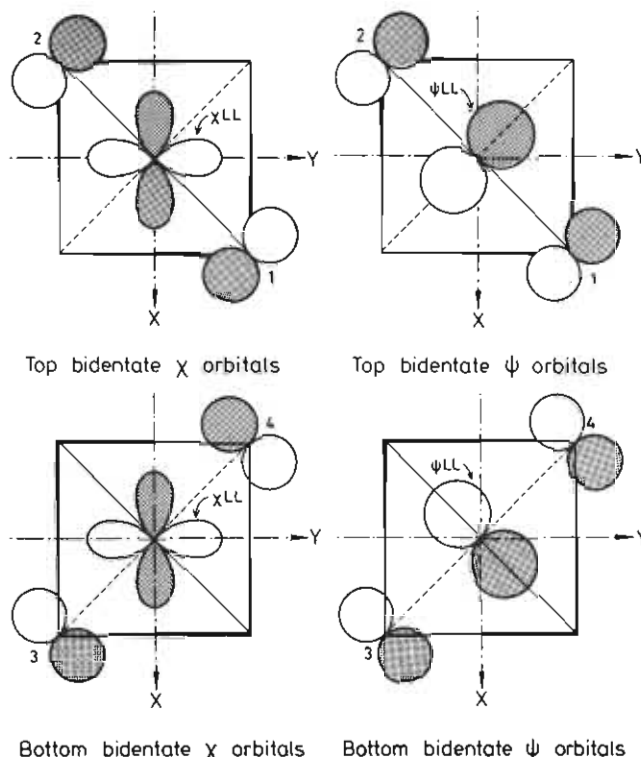 2
2
χLL
ψLL
Y
Y
1
1
X
X
Top bidentate χ orbitals
Top bidentate ψ orbitals
4
4
χLL
ψLL
Y
Y
3
3
X
X
Bottom bidentate χ orbitals
Bottom bidentate ψ orbitals